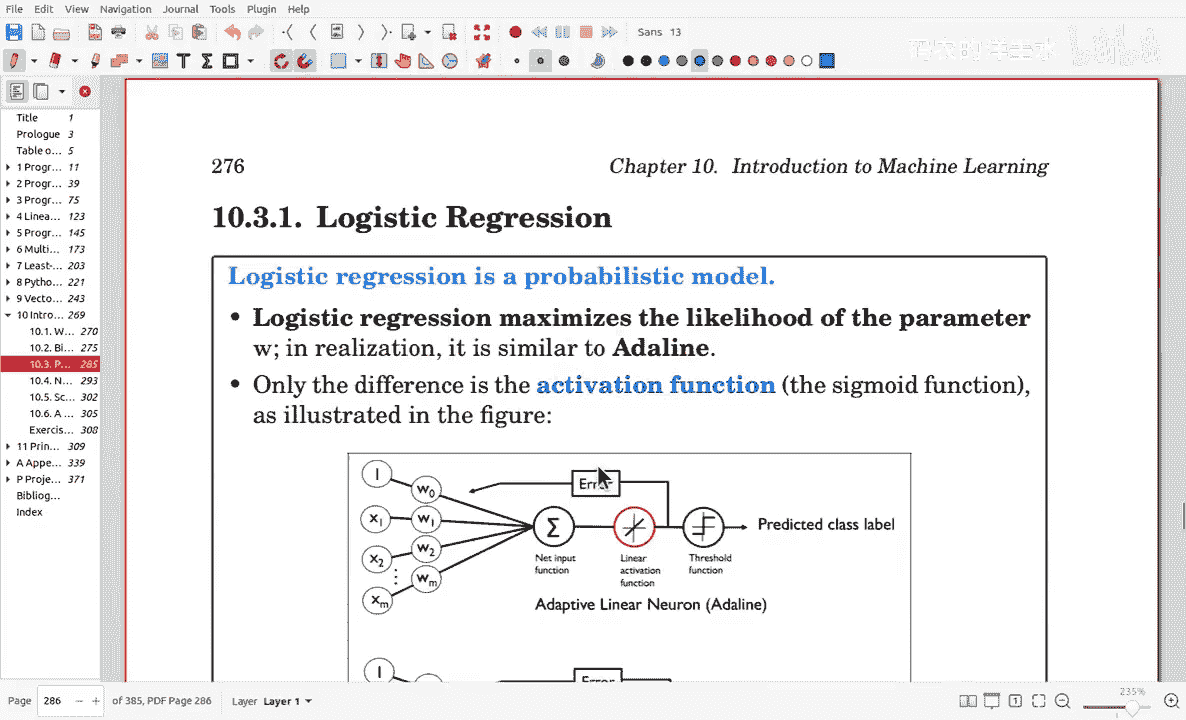 File Edit View Navigation Journal Tools Plugin Help
Sans 13
Title 1
Prologue 3
Table o... 5
1 Progr... 11
2 Progr... 39
3 Progr... 75
4 Linea... 123
5 Progr... 145
6 Multi... 173
7 Least-... 203
8 Pytho... 221
9 Vecto... 243
10 Intro... 269
10.1. W... 270
10.2. Bi... 275
10.3. P... 285
10.4. N... 293
10.5. Sc... 302
10.6. A ... 305
Exercis... 308
11 Prin... 309
A Appe... 339
P Proje... 371
Bibliog...
Index
276 Chapter 10. Introduction to Machine Learning
10.3.1. Logistic Regression
Logistic regression is a probabilistic model.
• Logistic regression maximizes the likelihood of the parameter
w; in realization, it is similar to Adaline.
• Only the difference is the activation function (the sigmoid function),
as illustrated in the figure:
1
w0
x1
w1
x2
w2
wm
xm
Error
Σ
Predicted class label
Net input
function
Linear
activation
function
Threshold
function
Adaptive Linear Neuron (Adaline)
1
Error
Page 286 − + of 385, PDF Page 286 Layer Layer 1
235%